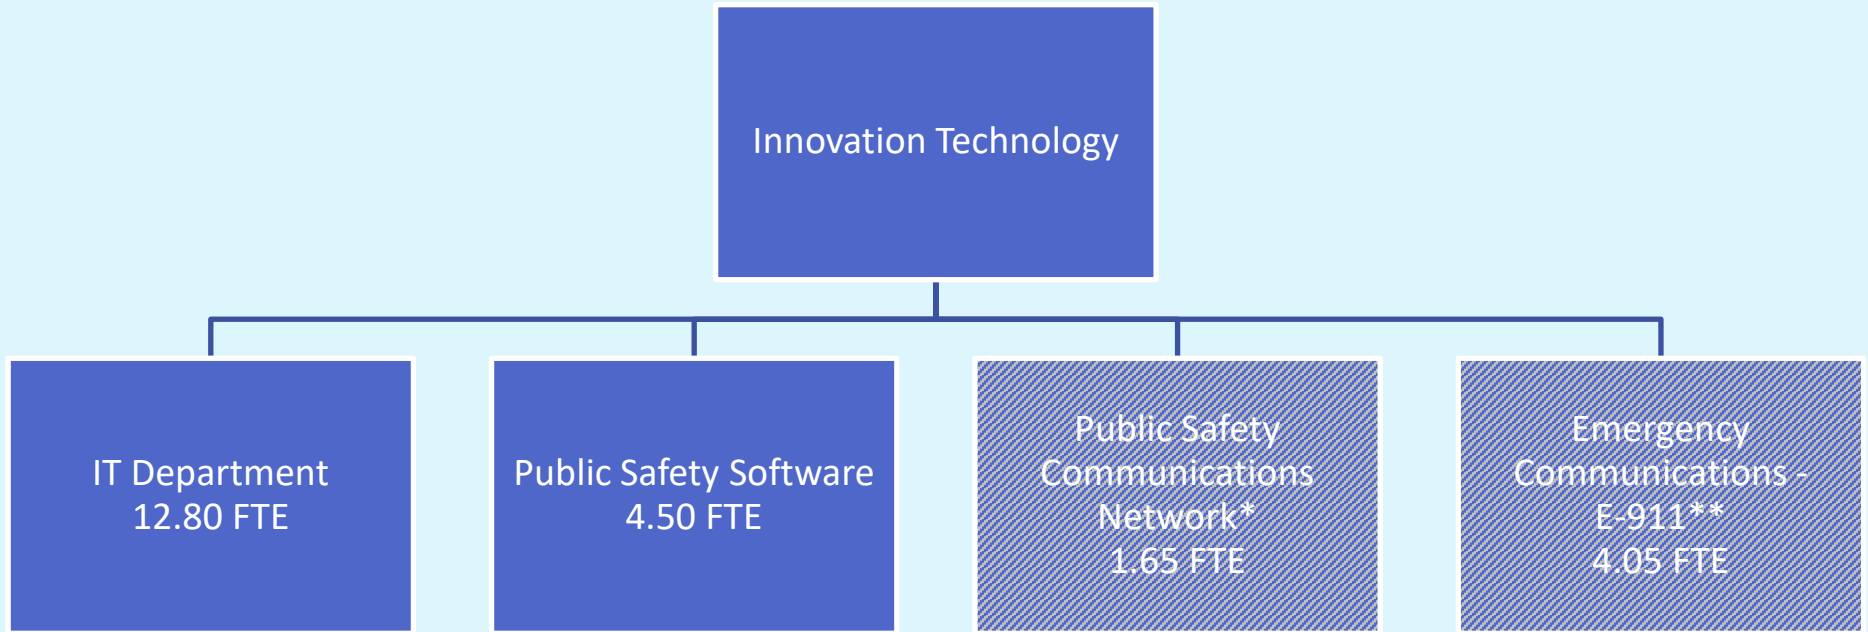 Innovation Technology
IT Department
12.80 FTE
Public Safety Software
4.50 FTE
Public Safety
Communications
Network*
1.65 FTE
Emergency
Communications -
E-911**
4.05 FTE